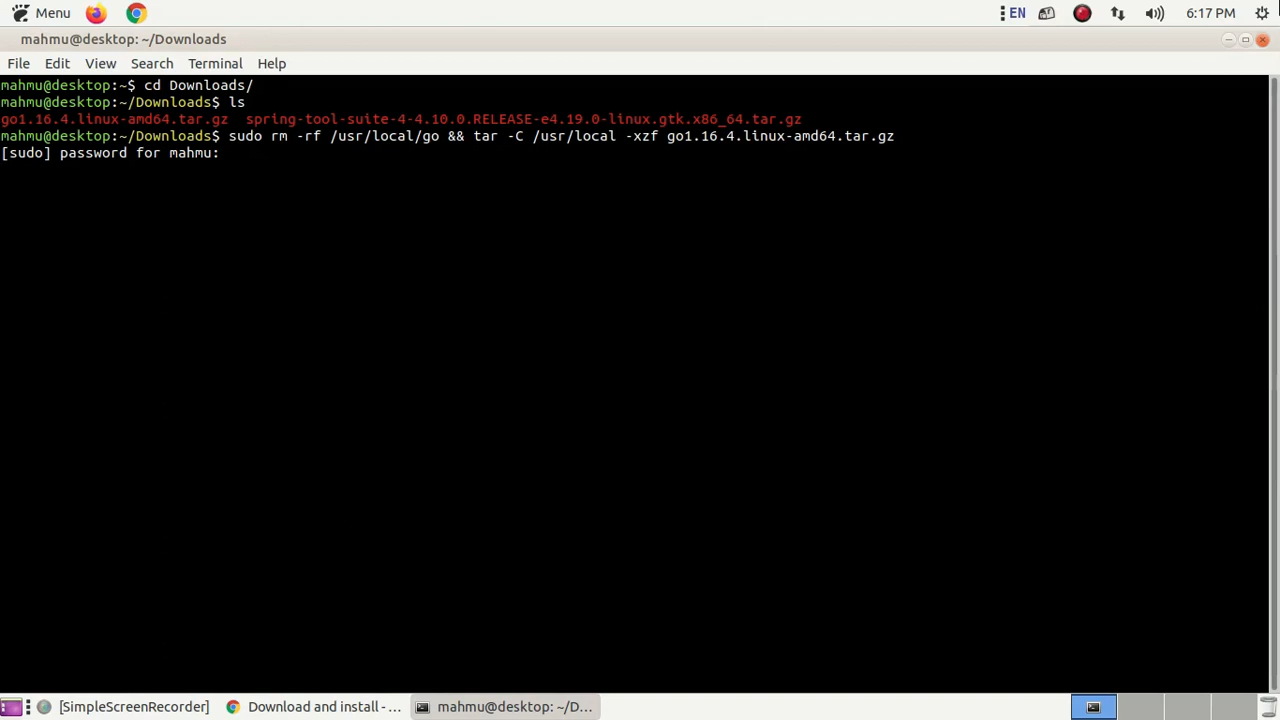 Menu EN 6:17 PM
mahmu@desktop: ~/Downloads
File Edit View Search Terminal Help
mahmu@desktop:~$ cd Downloads/
mahmu@desktop:~/Downloads$ ls
go1.16.4.linux-amd64.tar.gz  spring-tool-suite-4-4.10.0.RELEASE-e4.19.0-linux.gtk.x86_64.tar.gz
mahmu@desktop:~/Downloads$ sudo rm -rf /usr/local/go && tar -C /usr/local -xzf go1.16.4.linux-amd64.tar.gz
[sudo] password for mahmu:
[SimpleScreenRecorder] Download and install - ... mahmu@desktop: ~/D...